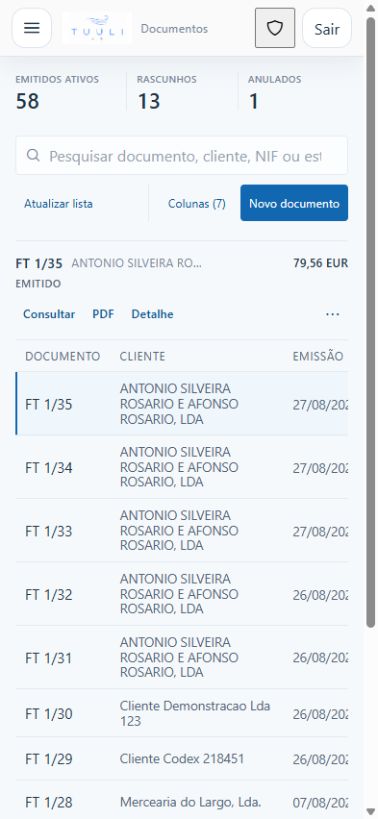 TUULI
Documentos
Sair
EMITIDOS ATIVOS
58
RASCUNHOS
13
ANULADOS
1
Pesquisar documento, cliente, NIF ou est
Atualizar lista
Colunas (7)
Novo documento
FT 1/35 ANTONIO SILVEIRA RO... 79,56 EUR
EMITIDO
Consultar PDF Detalhe ...
DOCUMENTO CLIENTE EMISSÃO
FT 1/35
ANTONIO SILVEIRA
ROSARIO E AFONSO
ROSARIO, LDA
27/08/202
FT 1/34
ANTONIO SILVEIRA
ROSARIO E AFONSO
ROSARIO, LDA
27/08/202
FT 1/33
ANTONIO SILVEIRA
ROSARIO E AFONSO
ROSARIO, LDA
27/08/202
FT 1/32
ANTONIO SILVEIRA
ROSARIO E AFONSO
ROSARIO, LDA
26/08/202
FT 1/31
ANTONIO SILVEIRA
ROSARIO E AFONSO
ROSARIO, LDA
26/08/202
FT 1/30
Cliente Demonstracao Lda
123
26/08/202
FT 1/29
Cliente Codex 218451
26/08/202
FT 1/28
Mercearia do Largo, Lda.
07/08/202